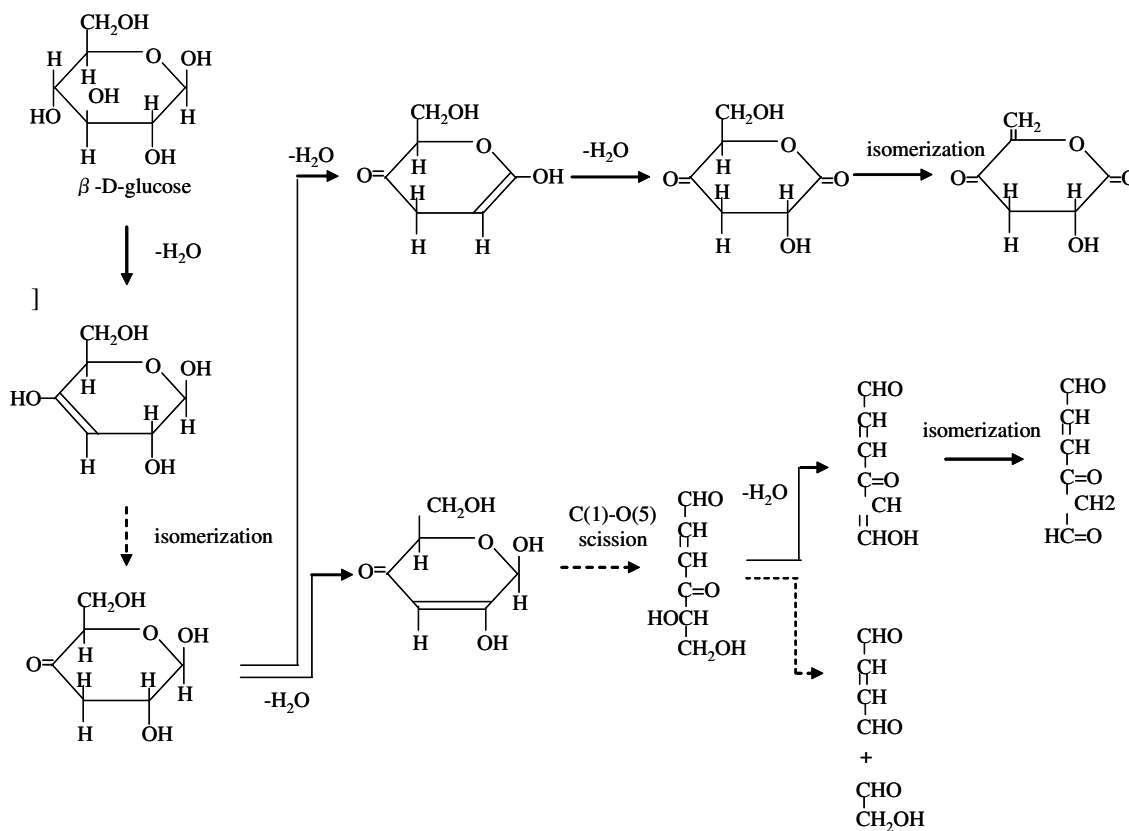 CH2OH
H
O
OH
H
OH
H
HO
H
H
OH
β -D-glucose
-H2O
]
CH2OH
O
OH
H
HO
H
H
H
OH
isomerization
CH2OH
O
OH
O=
H
H
H
H
H
OH
-H2O
-H2O
CH2OH
O
O=
H
H
OH
H
H
-H2O
CH2OH
O
O=
H
H
H
=O
H
OH
isomerization
CH2
O
O=
H
H
=O
H
OH
CH2OH
O
OH
O=
H
H
H
OH
C(1)-O(5)
scission
CHO
CH
CH
C=O
HOCH
CH2OH
-H2O
CHO
CH
CH
C=O
CH
CHOH
isomerization
CHO
CH
CH
C=O
CH2
HC=O
CHO
CH
CH
CHO
+
CHO
CH2OH